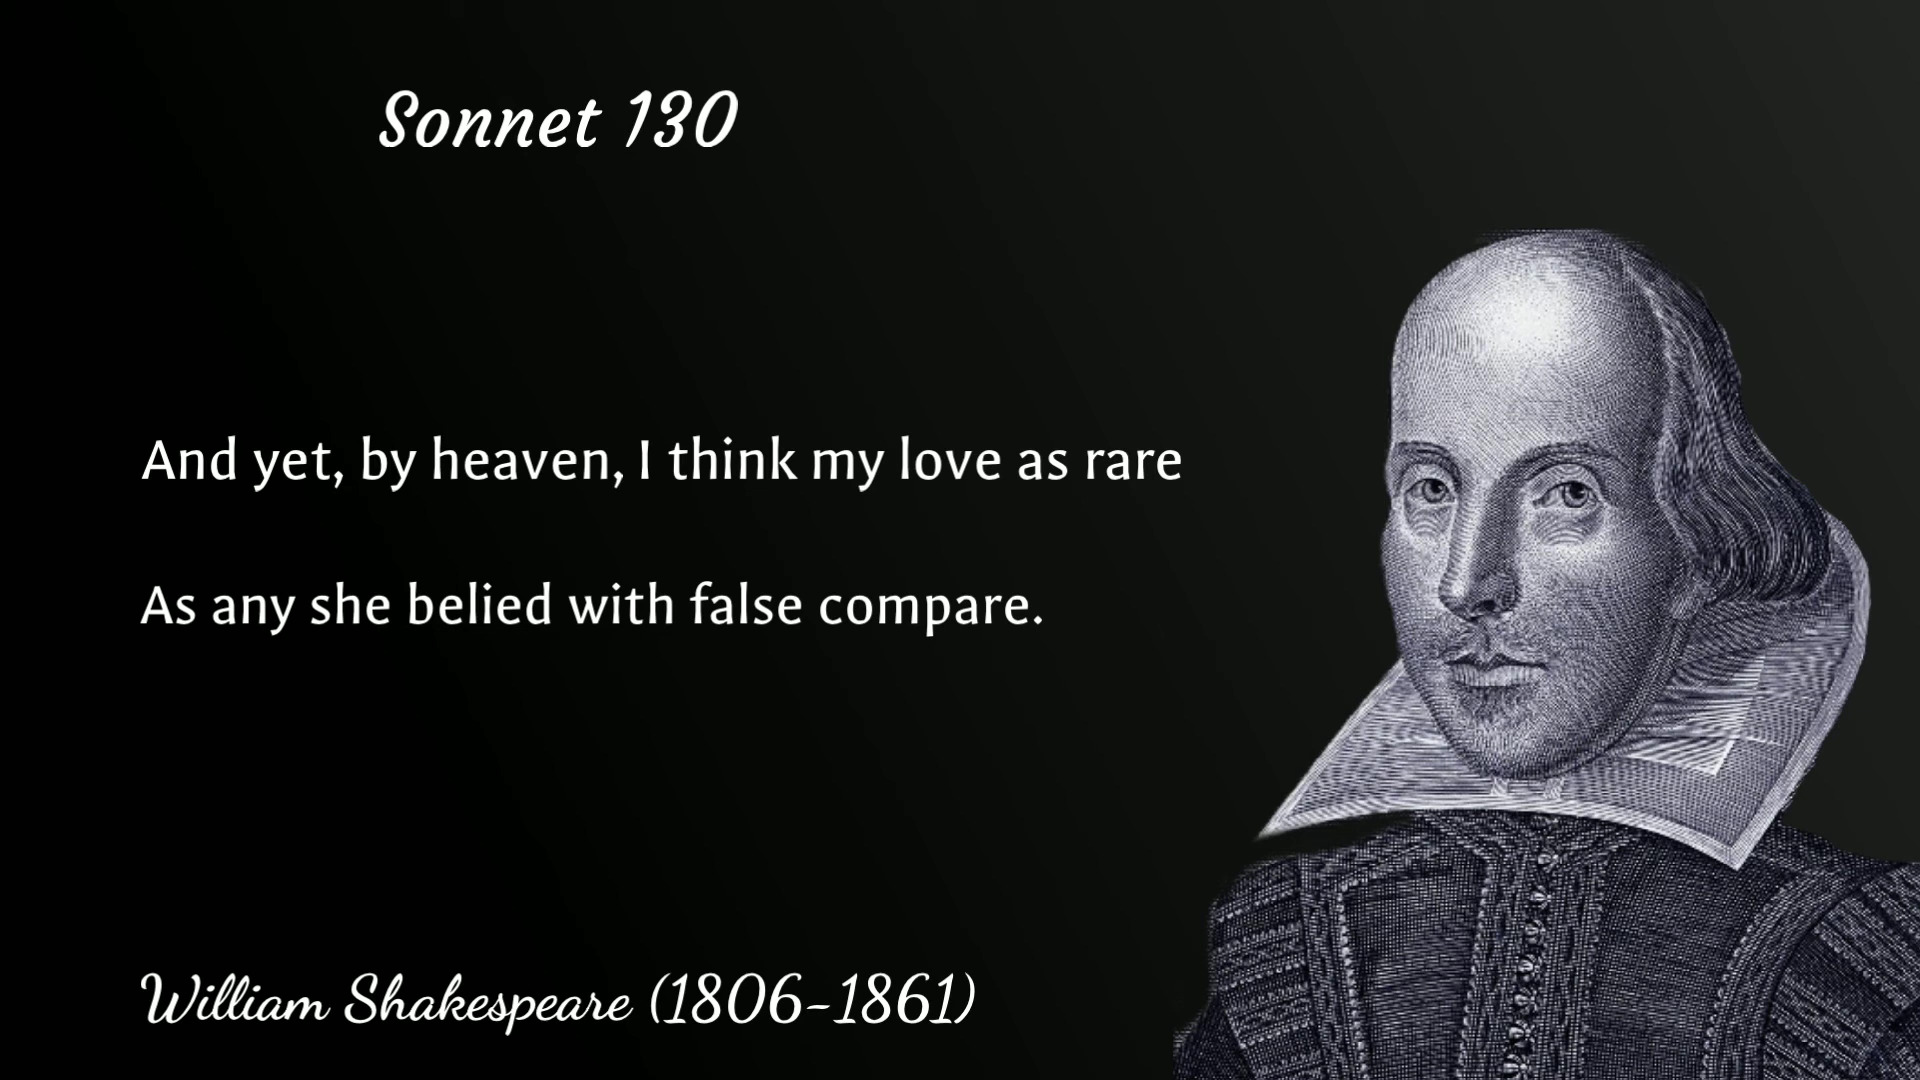 Sonnet 130
And yet, by heaven, I think my love as rare
As any she belied with false compare.
William Shakespeare (1806-1861)